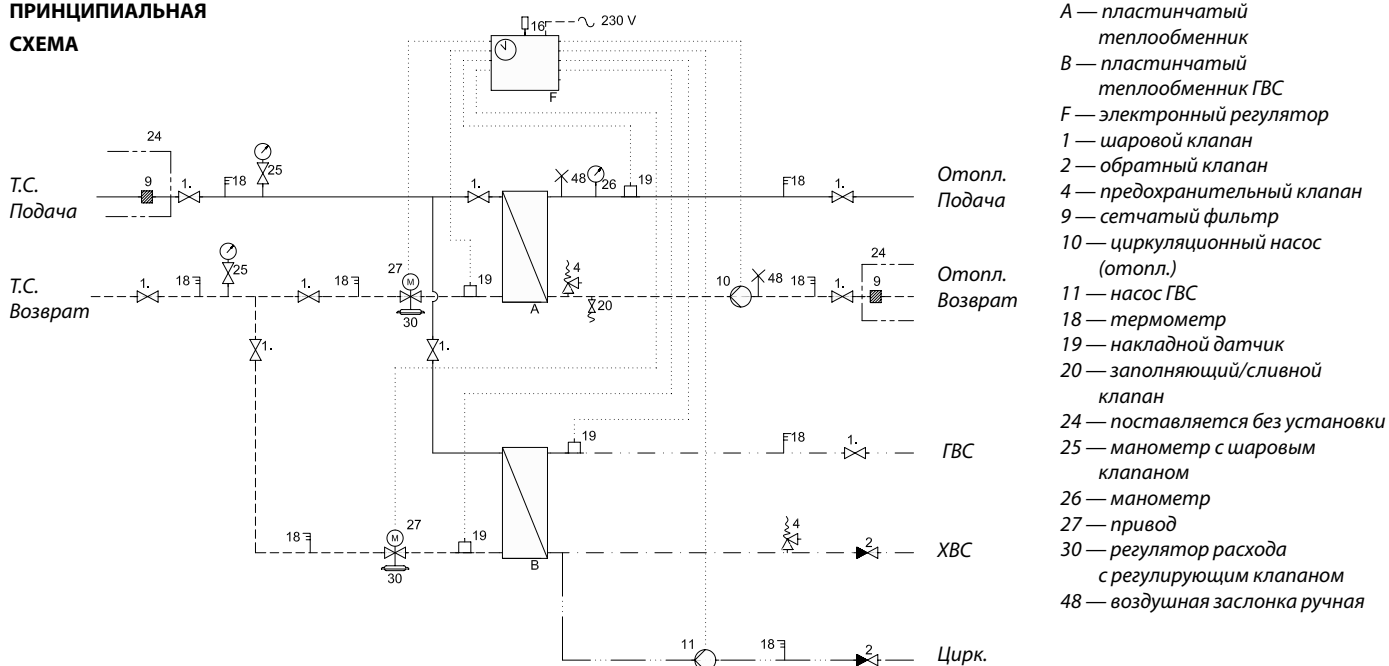 ПРИНЦИПИАЛЬНАЯ
СХЕМА
16
230 V
F
24
9
1.
18
25
1.
48
26
19
18
1.
Т.С.
Подача
Отопл.
Подача
1.
18
25
1.
18
27
M
30
19
A
4
20
10
48
18
1.
24
9
Т.С.
Возврат
Отопл.
Возврат
1.
1.
19
18
1.
ГВС
18
27
M
30
19
B
4
2
ХВС
11
18
2
Цирк.
A — пластинчатый
теплообменник
B — пластинчатый
теплообменник ГВС
F — электронный регулятор
1 — шаровой клапан
2 — обратный клапан
4 — предохранительный клапан
9 — сетчатый фильтр
10 — циркуляционный насос
(отопл.)
11 — насос ГВС
18 — термометр
19 — накладной датчик
20 — заполняющий/сливной
клапан
24 — поставляется без установки
25 — манометр с шаровым
клапаном
26 — манометр
27 — привод
30 — регулятор расхода
с регулирующим клапаном
48 — воздушная заслонка ручная